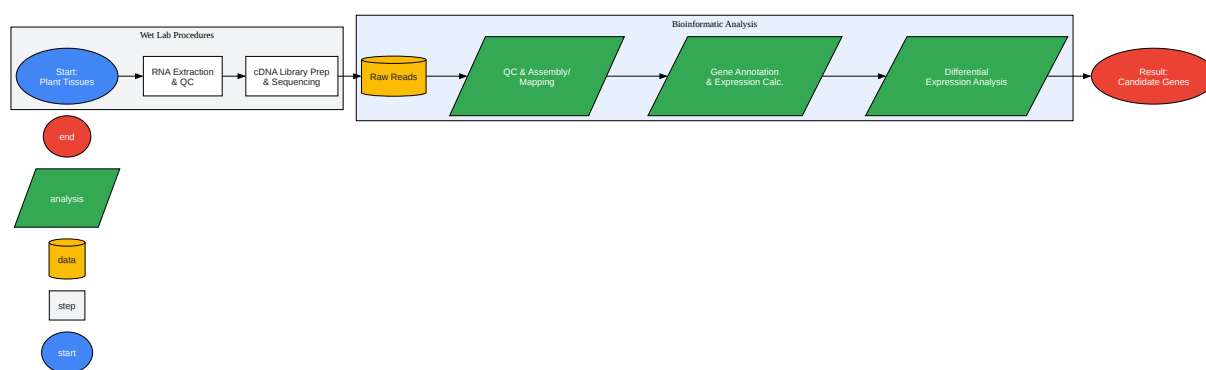 Wet Lab Procedures
Start:
Plant Tissues
RNA Extraction
& QC
cDNA Library Prep
& Sequencing
Bioinformatic Analysis
Raw Reads
QC & Assembly/
Mapping
Gene Annotation
& Expression Calc.
Differential
Expression Analysis
Result:
Candidate Genes
end
analysis
data
step
start